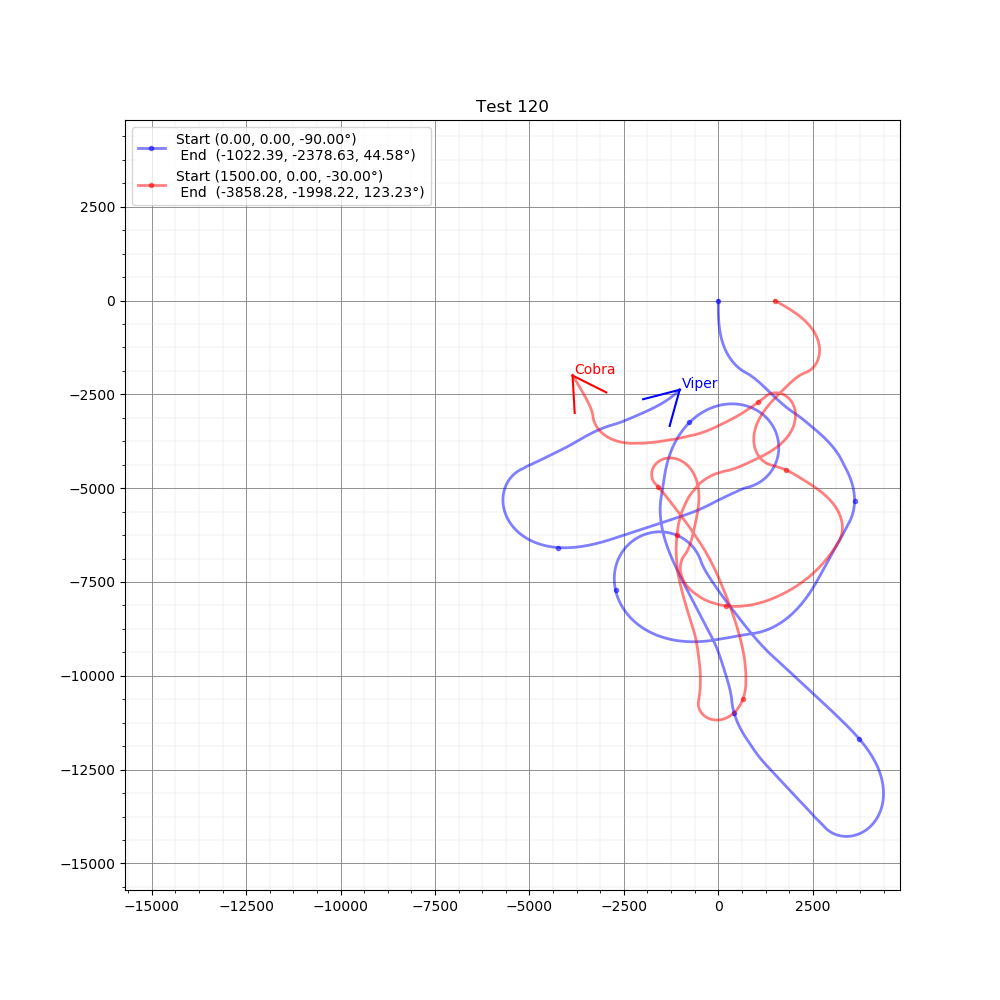 Test 120
Start (0.00, 0.00, -90.00°)
End (-1022.39, -2378.63, 44.58°)
Start (1500.00, 0.00, -30.00°)
End (-3858.28, -1998.22, 123.23°)
2500
0
−2500
−5000
−7500
−10000
−12500
−15000
Cobra
Viper
−15000 −12500 −10000 −7500 −5000 −2500 0 2500